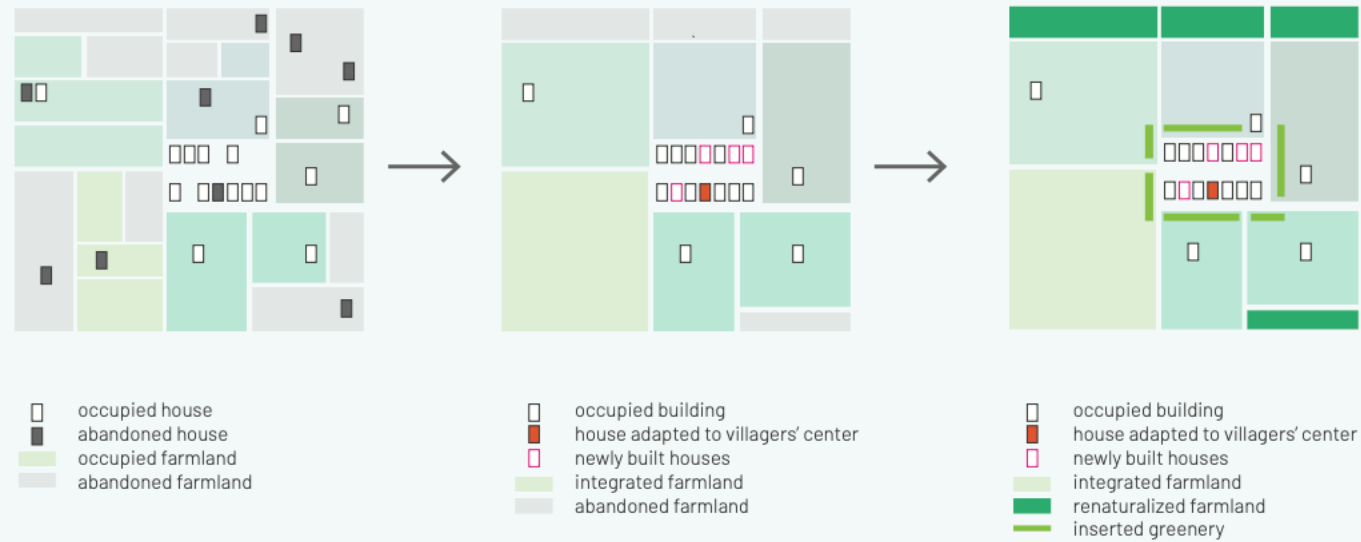 occupied house
abandoned house
occupied farmland
abandoned farmland
occupied building
house adapted to villagers' center
newly built houses
integrated farmland
abandoned farmland
occupied building
house adapted to villagers' center
newly built houses
integrated farmland
renaturalized farmland
inserted greenery